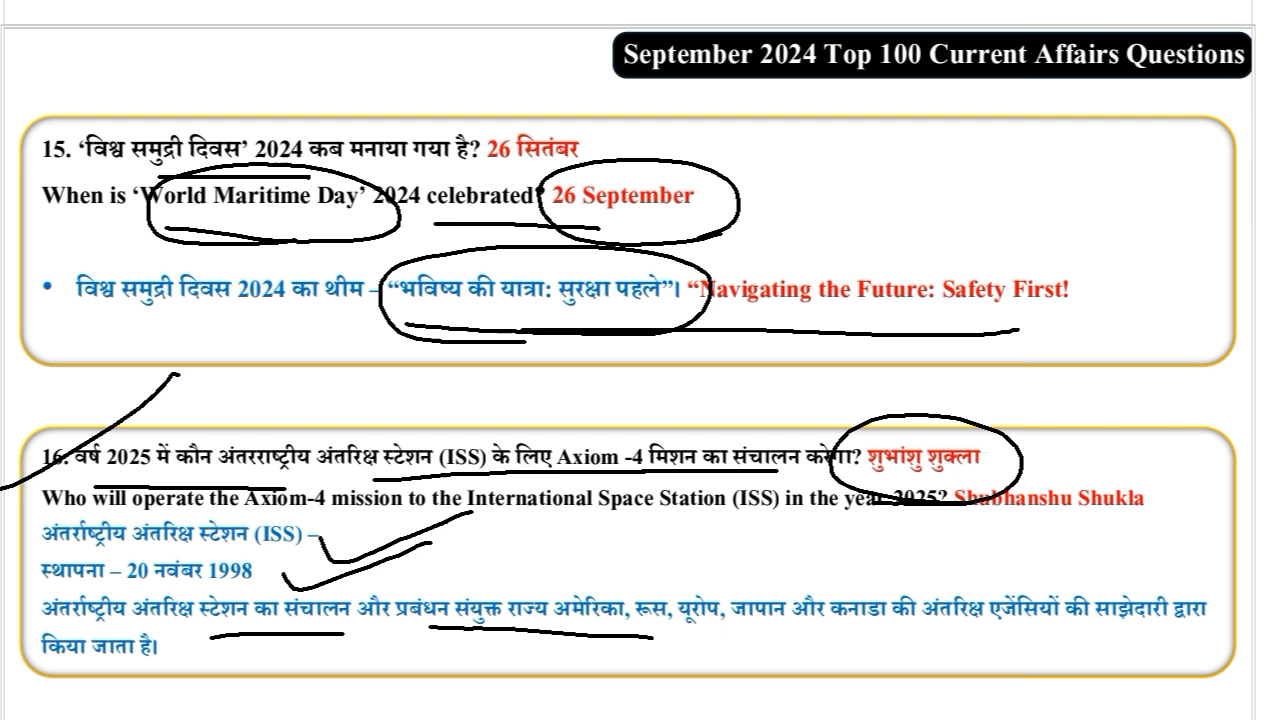 September 2024 Top 100 Current Affairs Questions
15. ‘विश्व समुद्री दिवस’ 2024 कब मनाया गया है? 26 सितंबर
When is ‘World Maritime Day’ 2024 celebrated? 26 September
• विश्व समुद्री दिवस 2024 का थीम – “भविष्य की यात्रा: सुरक्षा पहले”। “Navigating the Future: Safety First!
16. वर्ष 2025 में कौन अंतरराष्ट्रीय अंतरिक्ष स्टेशन (ISS) के लिए Axiom -4 मिशन का संचालन करेगा? शुभांशु शुक्ला
Who will operate the Axiom-4 mission to the International Space Station (ISS) in the year 2025? Shubhanshu Shukla
अंतर्राष्ट्रीय अंतरिक्ष स्टेशन (ISS) –
स्थापना – 20 नवंबर 1998
अंतर्राष्ट्रीय अंतरिक्ष स्टेशन का संचालन और प्रबंधन संयुक्त राज्य अमेरिका, रूस, यूरोप, जापान और कनाडा की अंतरिक्ष एजेंसियों की साझेदारी द्वारा
किया जाता है।